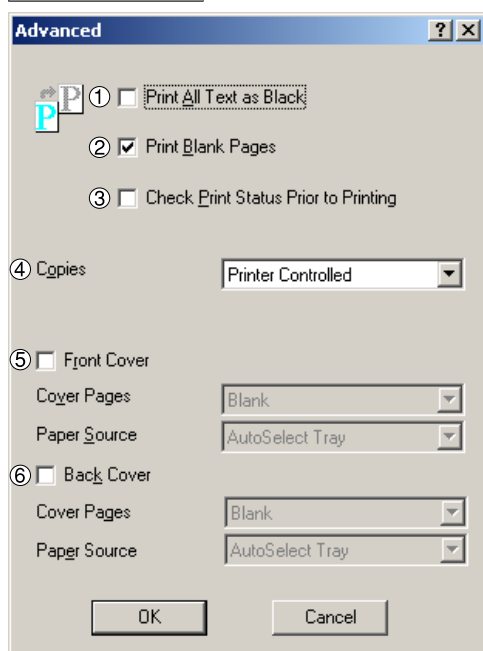 Advanced ? ×
① Print All Text as Black
② Print Blank Pages
③ Check Print Status Prior to Printing
④ Copies Printer Controlled
⑤ Front Cover
Cover Pages Blank
Paper Source AutoSelect Tray
⑥ Back Cover
Cover Pages Blank
Paper Source AutoSelect Tray
OK Cancel